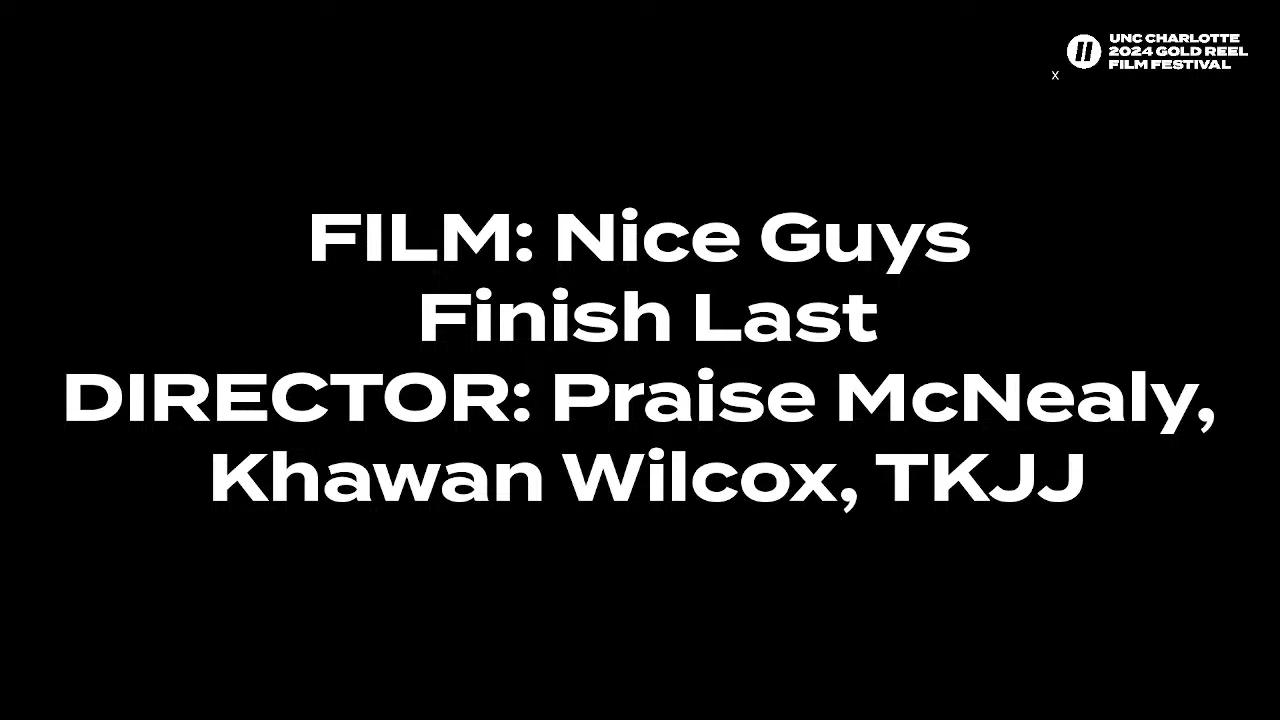 UNC CHARLOTTE
2024 GOLD REEL
FILM FESTIVAL
x
FILM: Nice Guys
Finish Last
DIRECTOR: Praise McNealy,
Khawan Wilcox, TKJJ